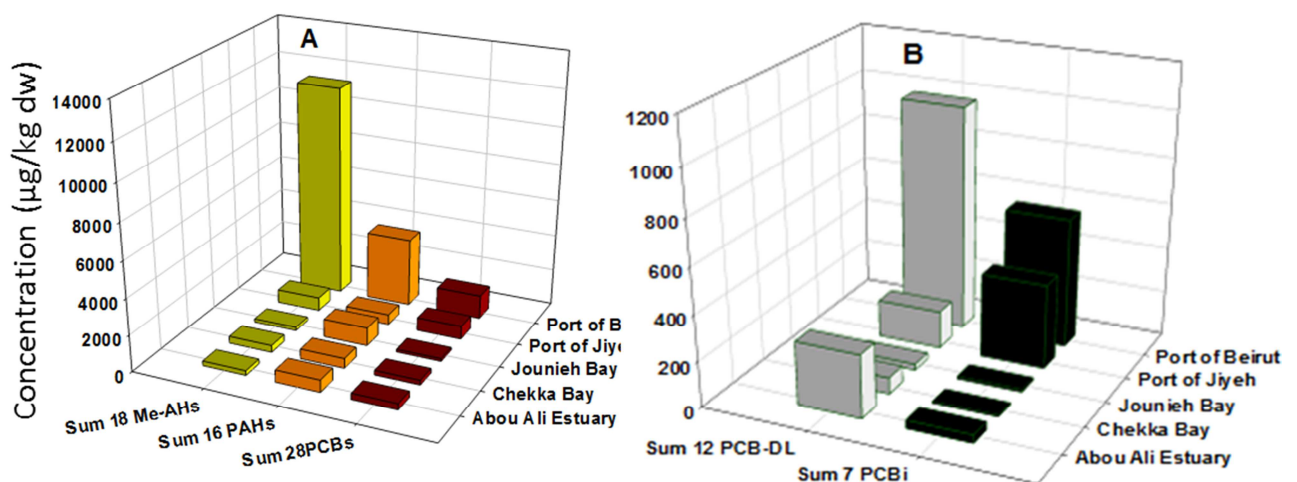 A
Concentration (µg/kg dw)
14000
12000
10000
8000
6000
4000
2000
0
Sum 18 Me-AHs
Sum 16 PAHs
Sum 28PCBs
Port of B
Port of Jiye
Jounieh Bay
Chekka Bay
Abou Ali Estuary
B
1200
1000
800
600
400
200
0
Sum 12 PCB-DL
Sum 7 PCBi
Port of Beirut
Port of Jiyeh
Jounieh Bay
Chekka Bay
Abou Ali Estuary